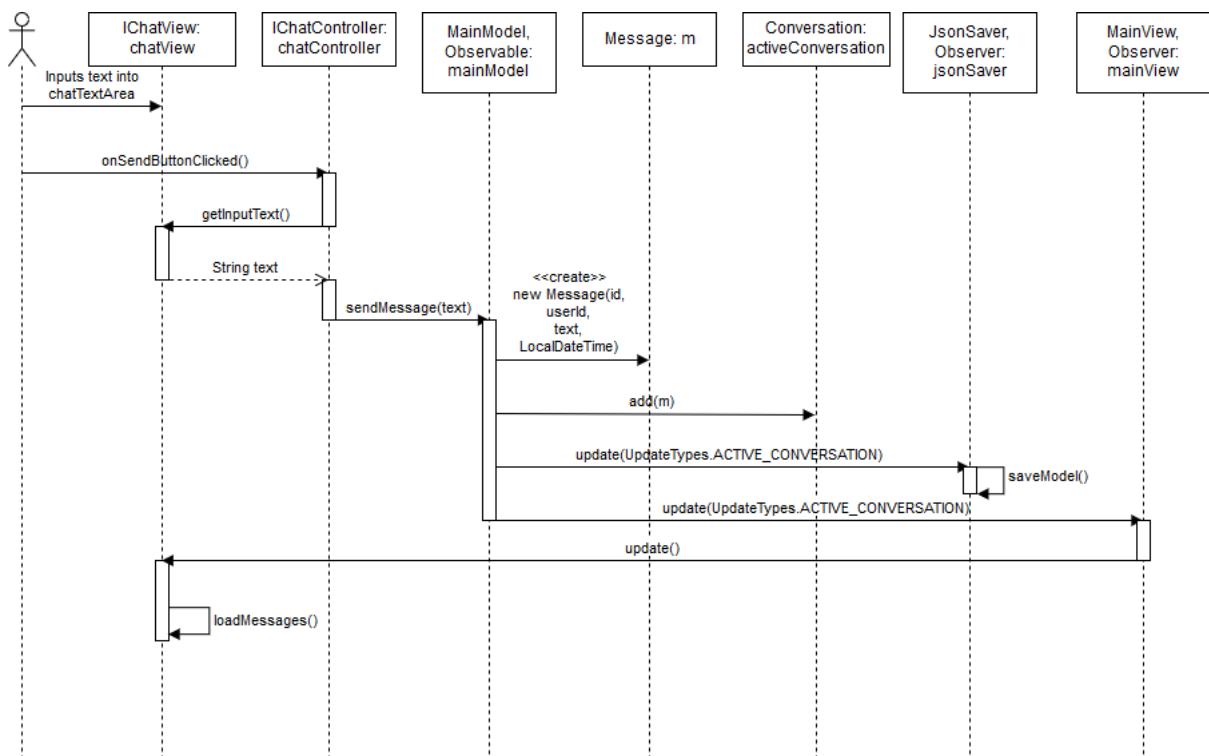 IChatView:
chatView
IChatController:
chatController
MainModel,
Observable:
mainModel
Message: m
Conversation:
activeConversation
JsonSaver,
Observer:
jsonSaver
MainView,
Observer:
mainView
Inputs text into
chatTextArea
onSendButtonClicked()
getInputText()
String text
sendMessage(text)
<<create>>
new Message(id,
userId,
text,
LocalDateTime)
add(m)
update(UpdateTypes.ACTIVE_CONVERSATION)
saveModel()
update(UpdateTypes.ACTIVE_CONVERSATION)
update()
loadMessages()